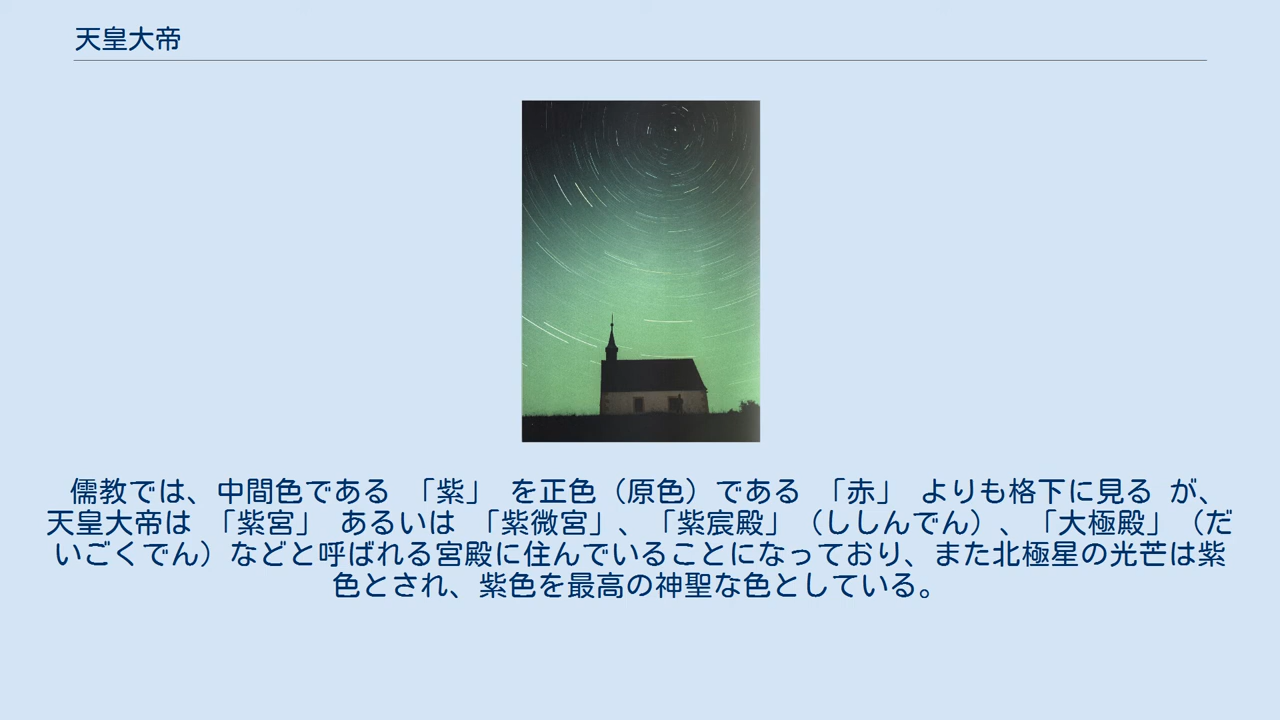 天皇大帝
儒教では、中間色である 「紫」 を正色（原色）である 「赤」 よりも格下に見る が、
天皇大帝は 「紫宮」 あるいは 「紫微宮」、「紫宸殿」（ししんでん）、「大極殿」（だ
いごくでん）などと呼ばれる宮殿に住んでいることになっており、また北極星の光芒は紫
色とされ、紫色を最高の神聖な色としている。